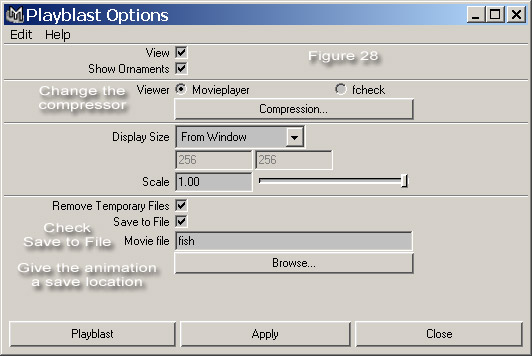 Playblast Options
Edit Help
View
Figure 28
Show Ornaments
Change the
compressor
Viewer Movieplayer fcheck
Compression...
Display Size From Window
256 256
Scale 1.00
Remove Temporary Files
Check
Save to File
Save to File
Movie file fish
Give the animation
a save location
Browse...
Playblast Apply Close